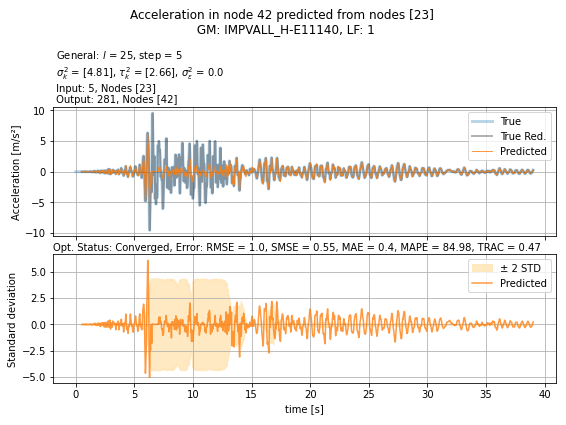 Acceleration in node 42 predicted from nodes [23]
GM: IMPVALL_H-E11140, LF: 1
General: l = 25, step = 5
σ²ₖ = [4.81], τ²ₖ = [2.66], σ²ε = 0.0
Input: 5, Nodes [23]
Output: 281, Nodes [42]
10
5
0
−5
−10
Acceleration [m/s²]
True
True Red.
Predicted
Opt. Status: Converged, Error: RMSE = 1.0, SMSE = 0.55, MAE = 0.4, MAPE = 84.98, TRAC = 0.47
5.0
2.5
0.0
−2.5
−5.0
Standard deviation
± 2 STD
Predicted
0 5 10 15 20 25 30 35 40
time [s]